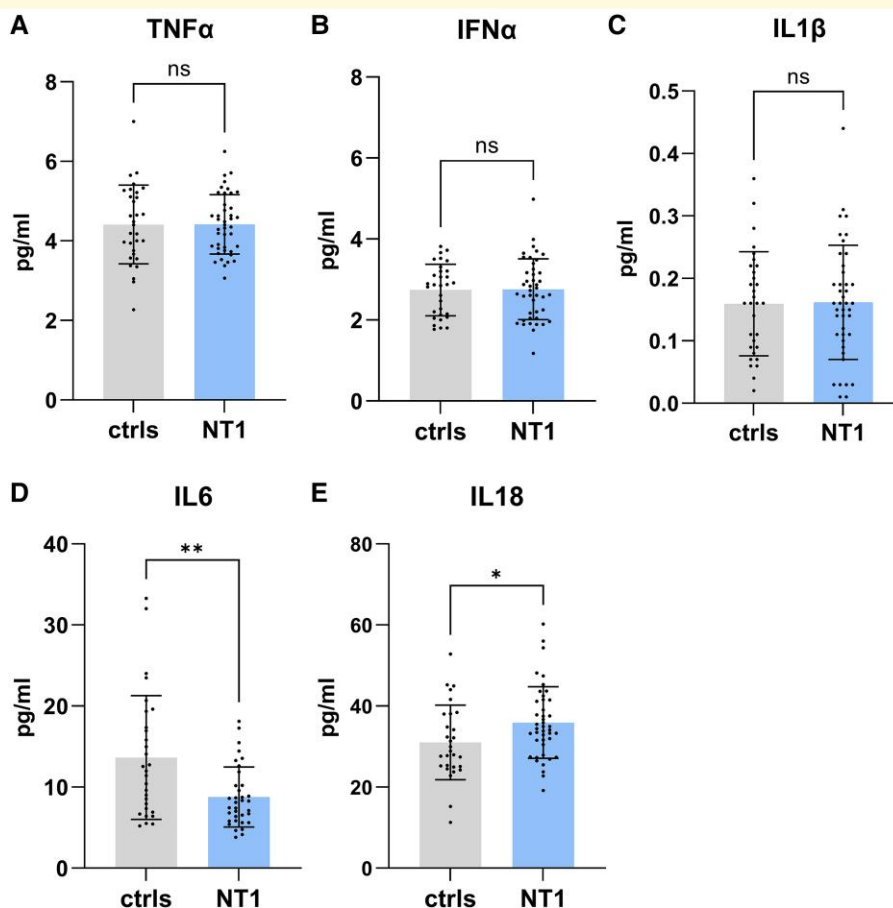 A TNFα
ns
8
6
4
2
0
pg/ml
ctrls NT1
B IFNα
ns
8
6
4
2
0
pg/ml
ctrls NT1
C IL1β
ns
0.5
0.4
0.3
0.2
0.1
0.0
pg/ml
ctrls NT1
D IL6
**
40
30
20
10
0
pg/ml
ctrls NT1
E IL18
*
80
60
40
20
0
pg/ml
ctrls NT1